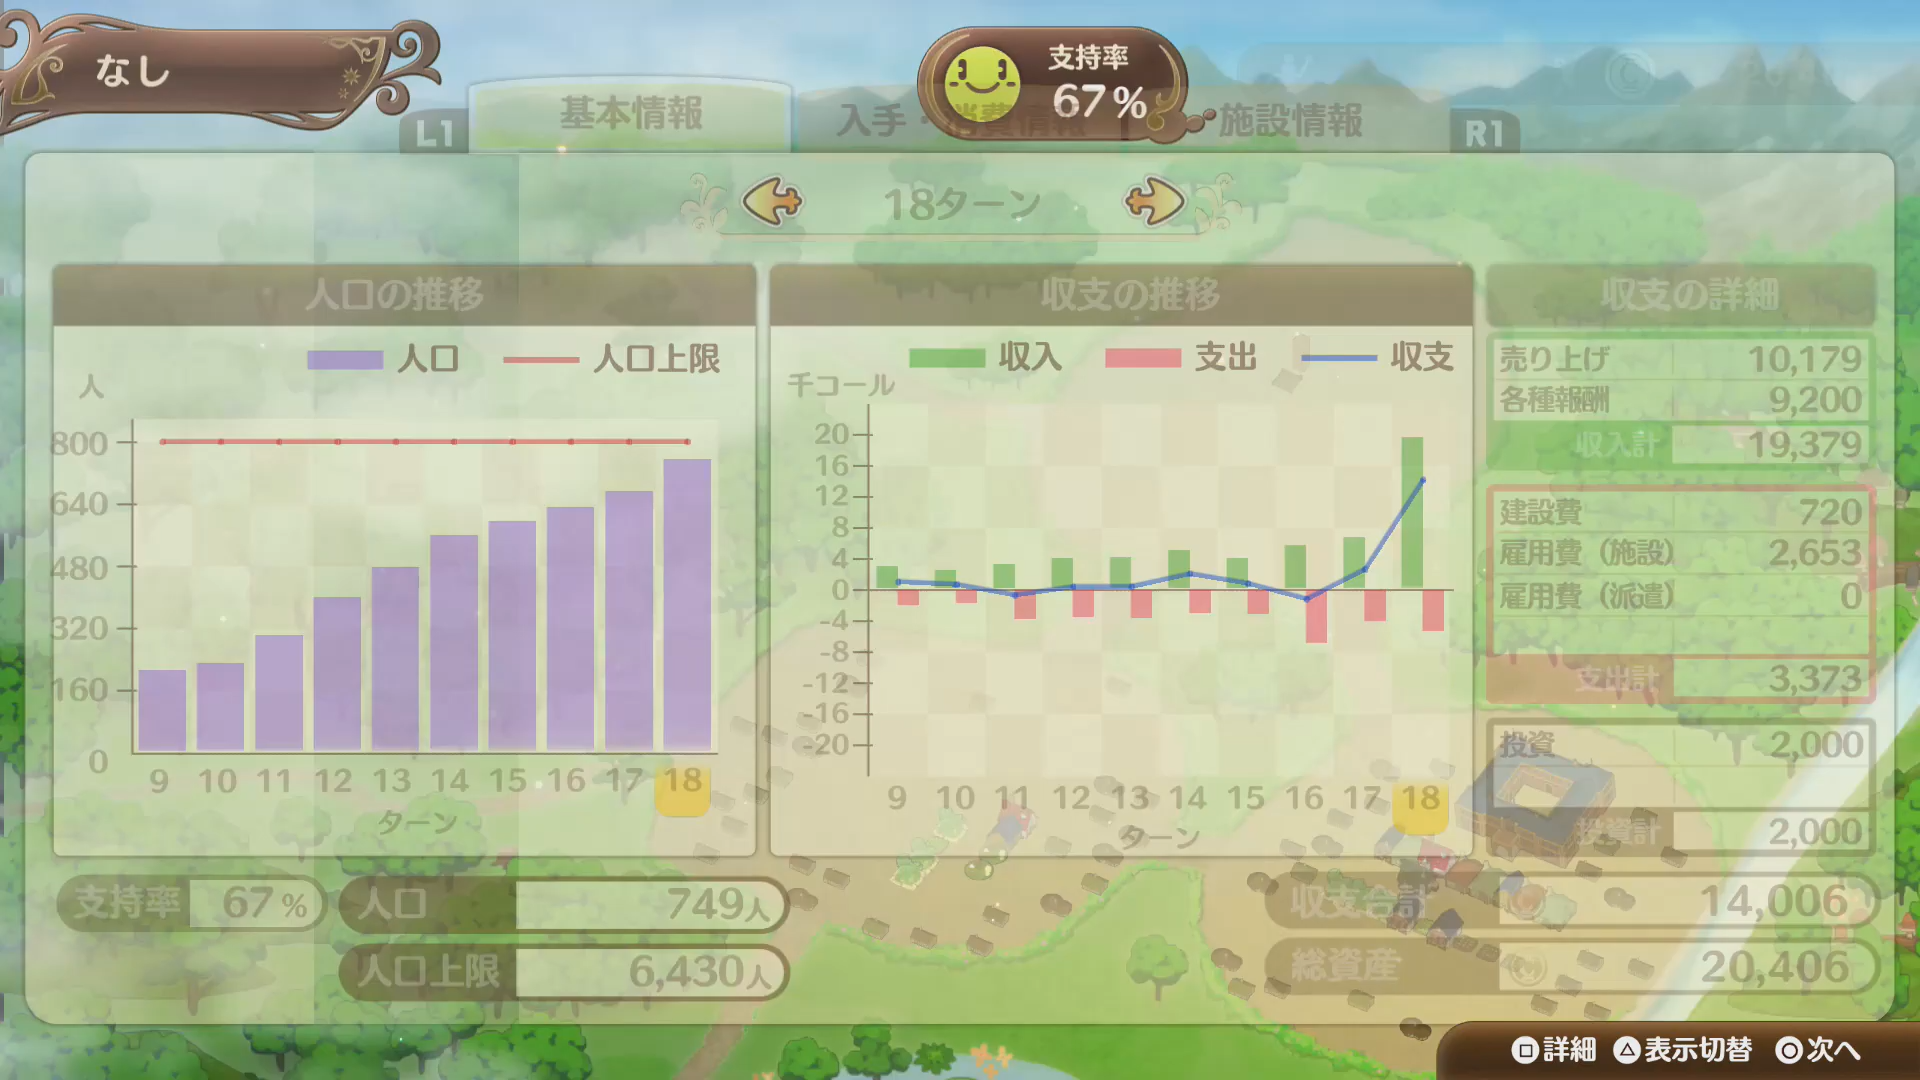 なし
支持率
67%
L1
基本情報
入手・消費情報
施設情報
R1
18ターン
人口の推移
人口
人口上限
人
800
640
480
320
160
0
9 10 11 12 13 14 15 16 17 18
ターン
収支の推移
収入
支出
収支
千コール
20
16
12
8
4
0
-4
-8
-12
-16
-20
9 10 11 12 13 14 15 16 17 18
ターン
収支の詳細
売り上げ 10,179
各種報酬 9,200
収入計 19,379
建設費 720
雇用費（施設） 2,653
雇用費（派遣） 0
支出計 3,373
投資 2,000
投資計 2,000
支持率 67%
人口 749人
人口上限 6,430人
収支合計 14,006
総資産 20,406
詳細 表示切替 次へ